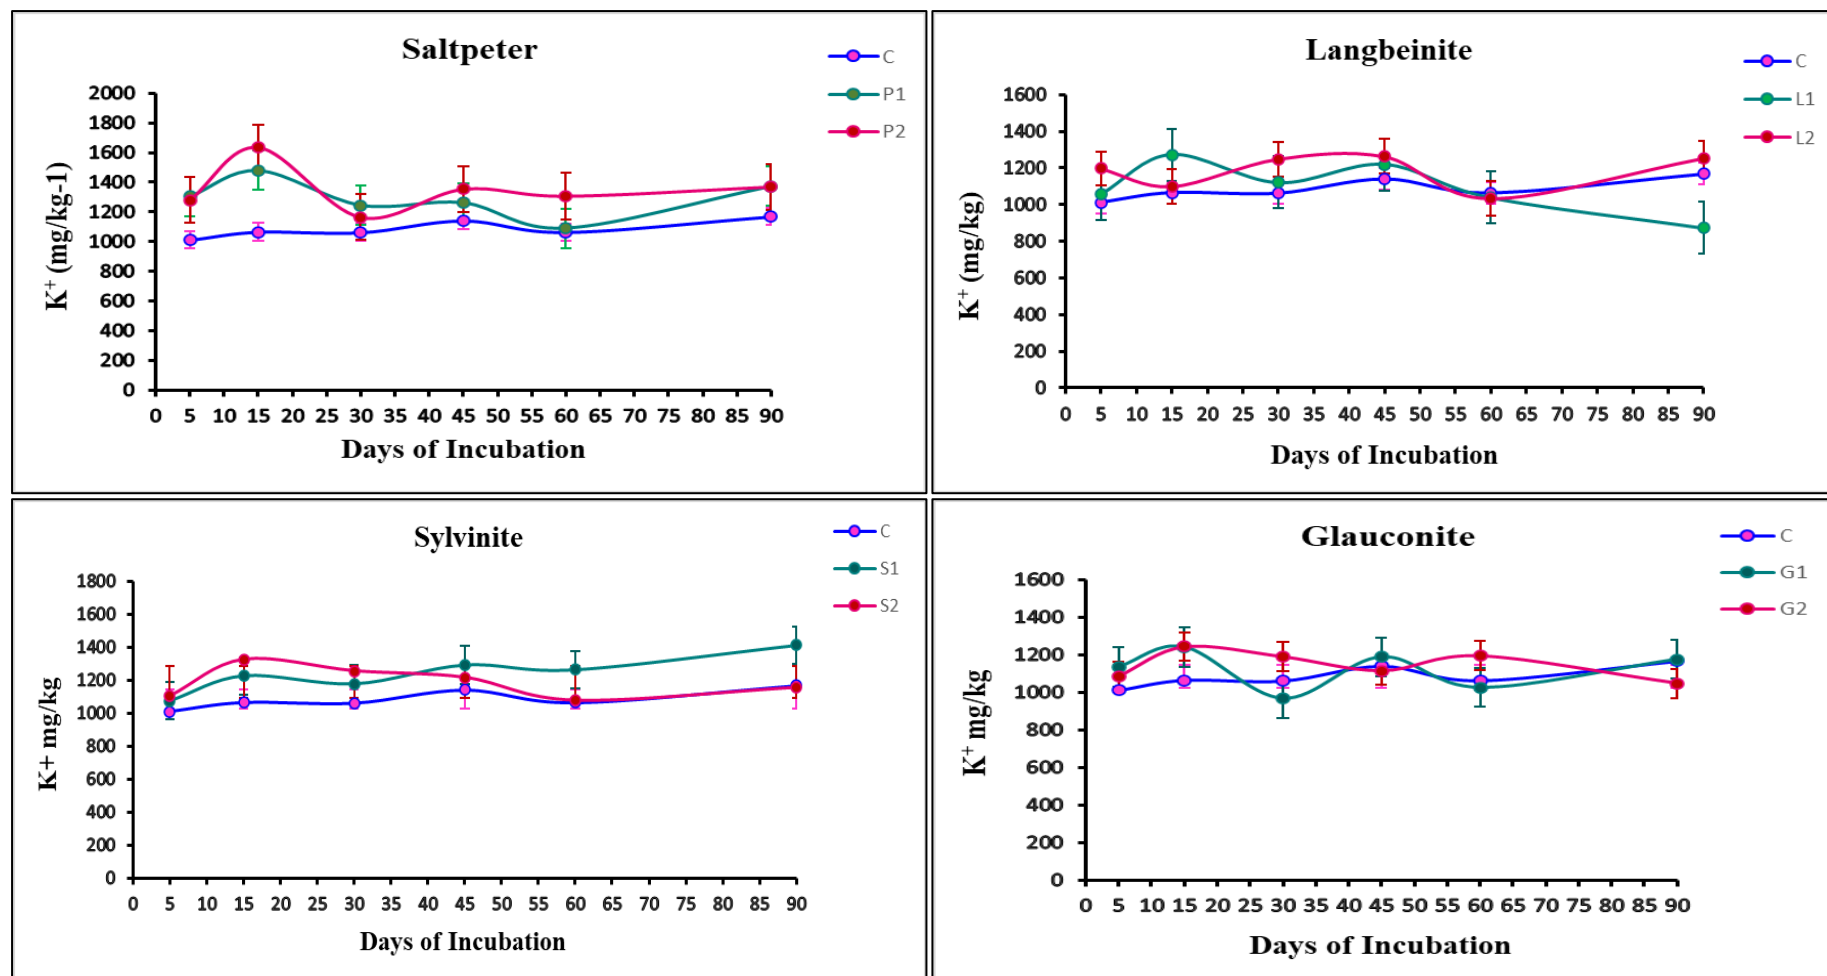 Saltpeter
C
P1
P2
K+ (mg/kg-1)
2000
1800
1600
1400
1200
1000
800
600
400
200
0
0 5 10 15 20 25 30 35 40 45 50 55 60 65 70 75 80 85 90
Days of Incubation
Langbeinite
C
L1
L2
K+ (mg/kg)
1600
1400
1200
1000
800
600
400
200
0
0 5 10 15 20 25 30 35 40 45 50 55 60 65 70 75 80 85 90
Days of Incubation
Sylvinite
C
S1
S2
K+ mg/kg
1800
1600
1400
1200
1000
800
600
400
200
0
0 5 10 15 20 25 30 35 40 45 50 55 60 65 70 75 80 85 90
Days of Incubation
Glauconite
C
G1
G2
K+ mg/kg
1600
1400
1200
1000
800
600
400
200
0
0 5 10 15 20 25 30 35 40 45 50 55 60 65 70 75 80 85 90
Days of Incubation